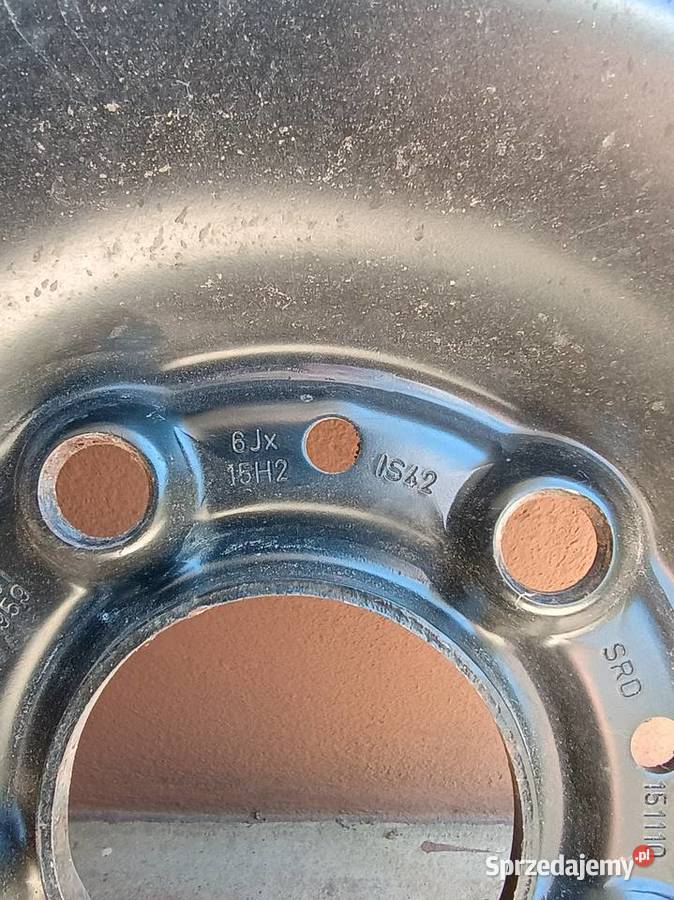 6Jx
15H2
IS42
SRD
151110
Sprzedajemy.pl